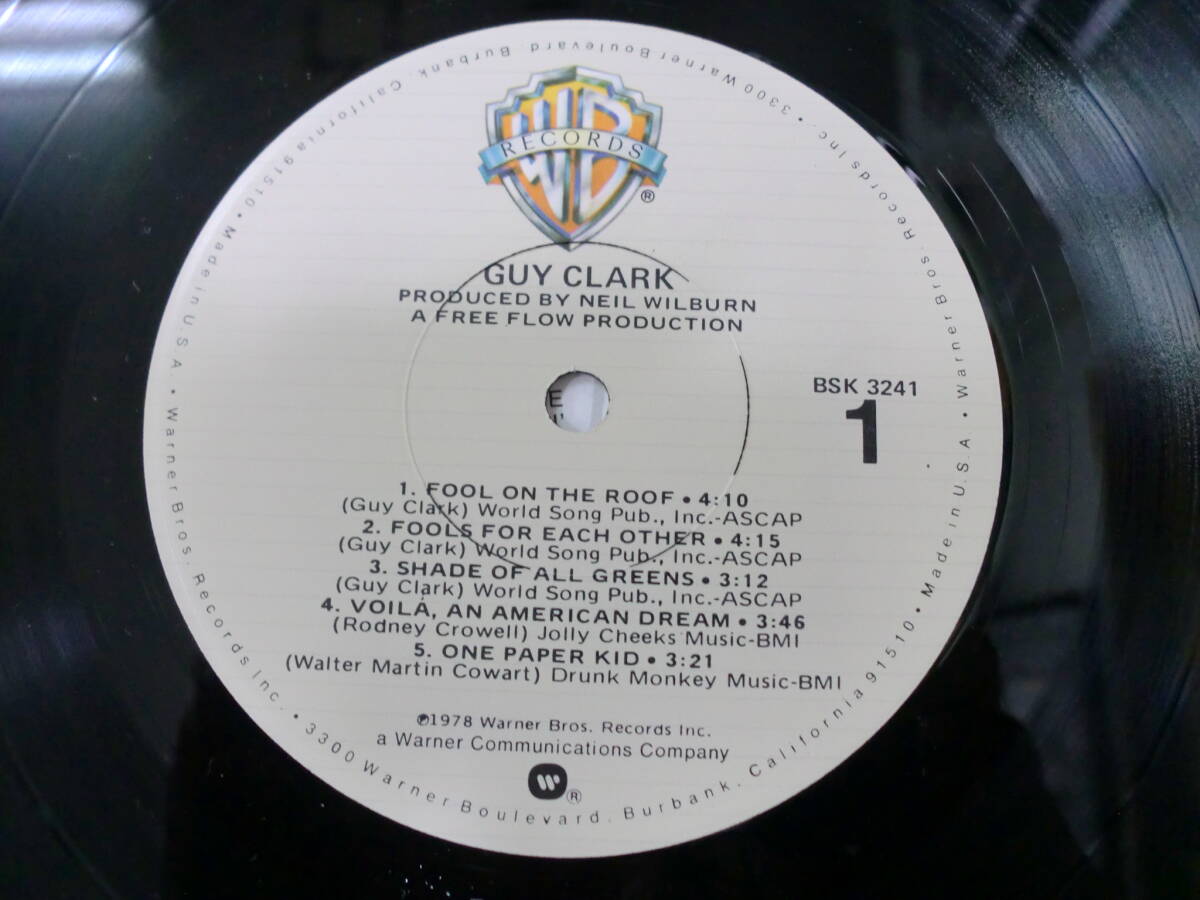 WB
RECORDS
®
GUY CLARK
PRODUCED BY NEIL WILBURN
A FREE FLOW PRODUCTION
BSK 3241
1
1. FOOL ON THE ROOF • 4:10
(Guy Clark) World Song Pub., Inc.-ASCAP
2. FOOLS FOR EACH OTHER • 4:15
(Guy Clark) World Song Pub., Inc.-ASCAP
3. SHADE OF ALL GREENS • 3:12
(Guy Clark) World Song Pub., Inc.-ASCAP
4. VOILÁ, AN AMERICAN DREAM • 3:46
(Rodney Crowell) Jolly Cheeks Music-BMI
5. ONE PAPER KID • 3:21
(Walter Martin Cowart) Drunk Monkey Music-BMI
℗1978 Warner Bros. Records Inc.
a Warner Communications Company
®
Warner Bros. Records Inc. • 3300 Warner Boulevard, Burbank, California 91510 • Made in U.S.A. • Warner Bros. Records Inc. • 3300 Warner Boulevard, Burbank, California 91510 • Made in U.S.A. •